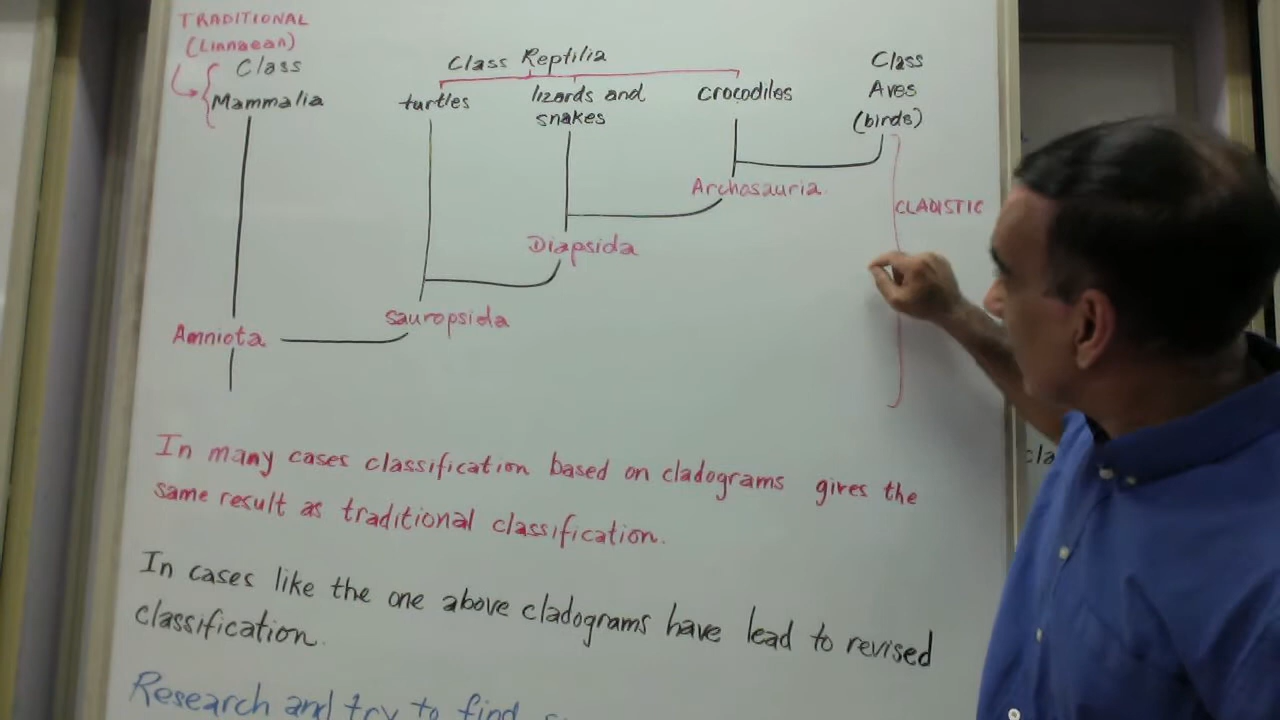 TRADITIONAL
(Linnaean)
Class
Mammalia
Class Reptilia
turtles
lizards and
snakes
crocodiles
Class
Aves
(birds)
Archosauria
CLADISTIC
Diapsida
Sauropsida
Amniota
In many cases classification based on cladograms gives the
same result as traditional classification.
In cases like the one above cladograms have lead to revised
classification.
Research and try to find
cla